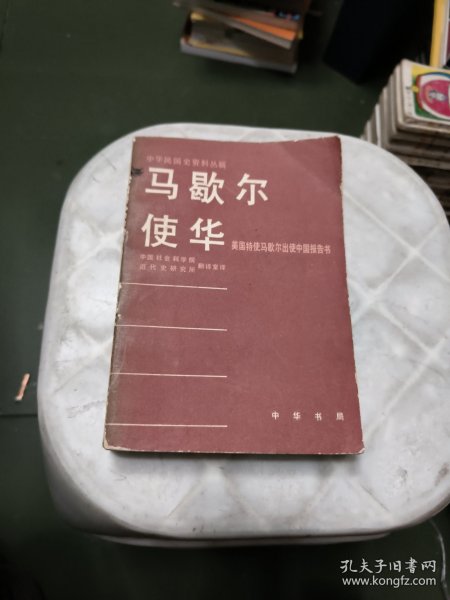 中华民国史资料丛稿
马歇尔
使华
美国特使马歇尔出使中国报告书
中国社会科学院
近代史研究所
翻译室译
中华书局
孔夫子旧书网
www.kongfz.com